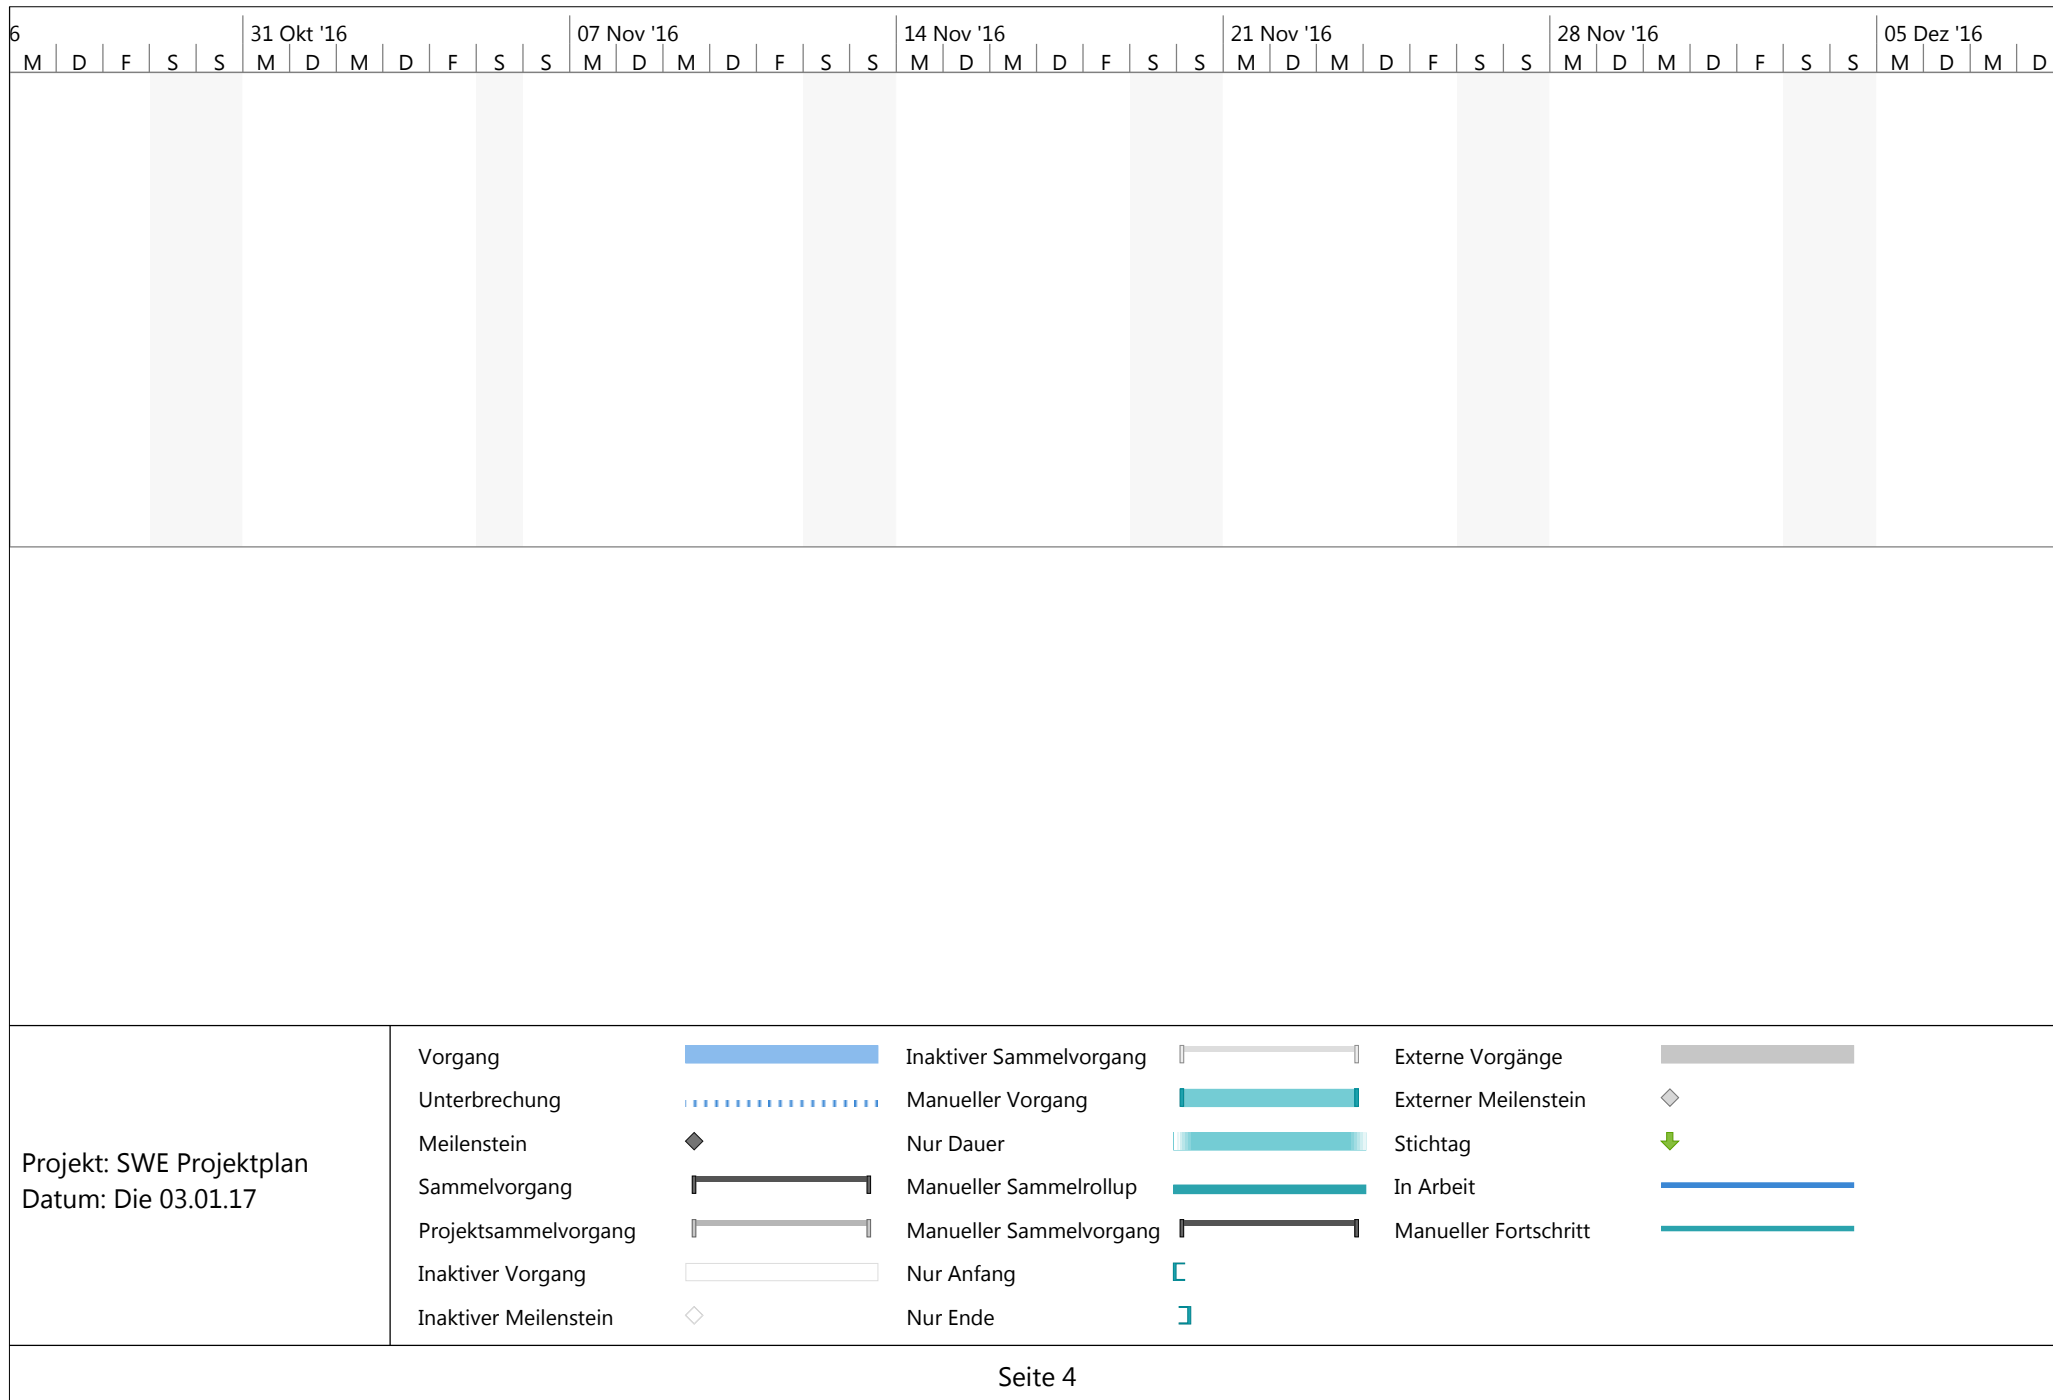 6 31 Okt '16 07 Nov '16 14 Nov '16 21 Nov '16 28 Nov '16 05 Dez '16
M D F S S M D M D F S S M D M D F S S M D M D F S S M D M D F S S M D M D F S S M D M D
Projekt: SWE Projektplan
Datum: Die 03.01.17
Vorgang
Unterbrechung
Meilenstein
Sammelvorgang
Projektsammelvorgang
Inaktiver Vorgang
Inaktiver Meilenstein
Inaktiver Sammelvorgang
Manueller Vorgang
Nur Dauer
Manueller Sammelrollup
Manueller Sammelvorgang
Nur Anfang
Nur Ende
Externe Vorgänge
Externer Meilenstein
Stichtag
In Arbeit
Manueller Fortschritt
Seite 4